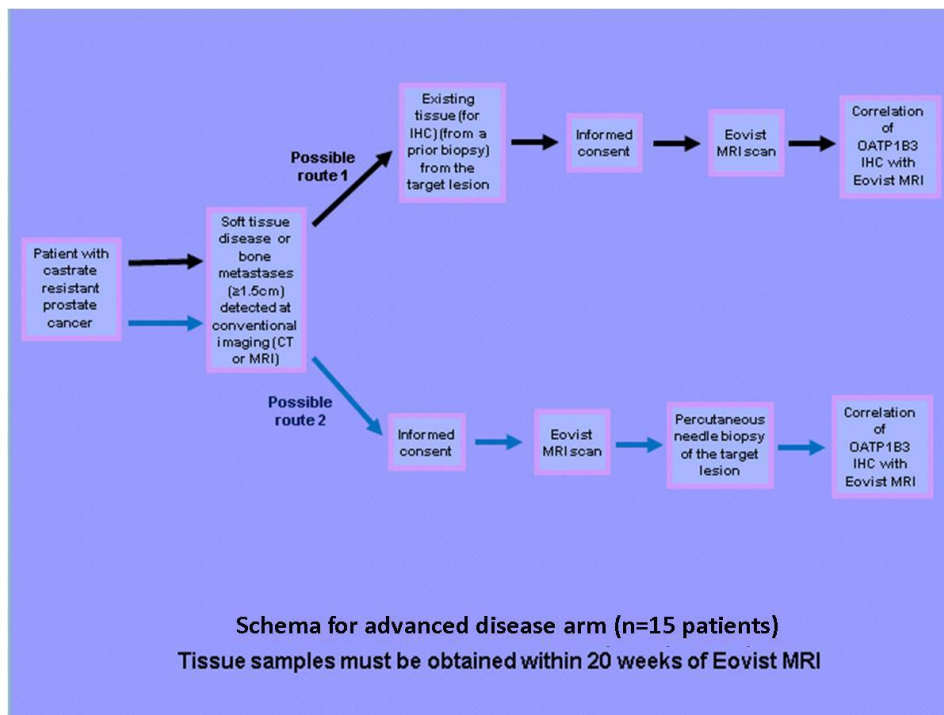 Patient with
castrate
resistant
prostate
cancer
Soft tissue
disease or
bone
metastases
(≥1.5cm)
detected at
conventional
imaging (CT
or MRI)
Possible
route 1
Existing
tissue (for
IHC) (from a
prior biopsy)
from the
target lesion
Informed
consent
Eovist
MRI scan
Correlation
of
OATP1B3
IHC with
Eovist MRI
Possible
route 2
Informed
consent
Eovist
MRI scan
Percutaneous
needle biopsy
of the target
lesion
Correlation
of
OATP1B3
IHC with
Eovist MRI
Schema for advanced disease arm (n=15 patients)
Tissue samples must be obtained within 20 weeks of Eovist MRI